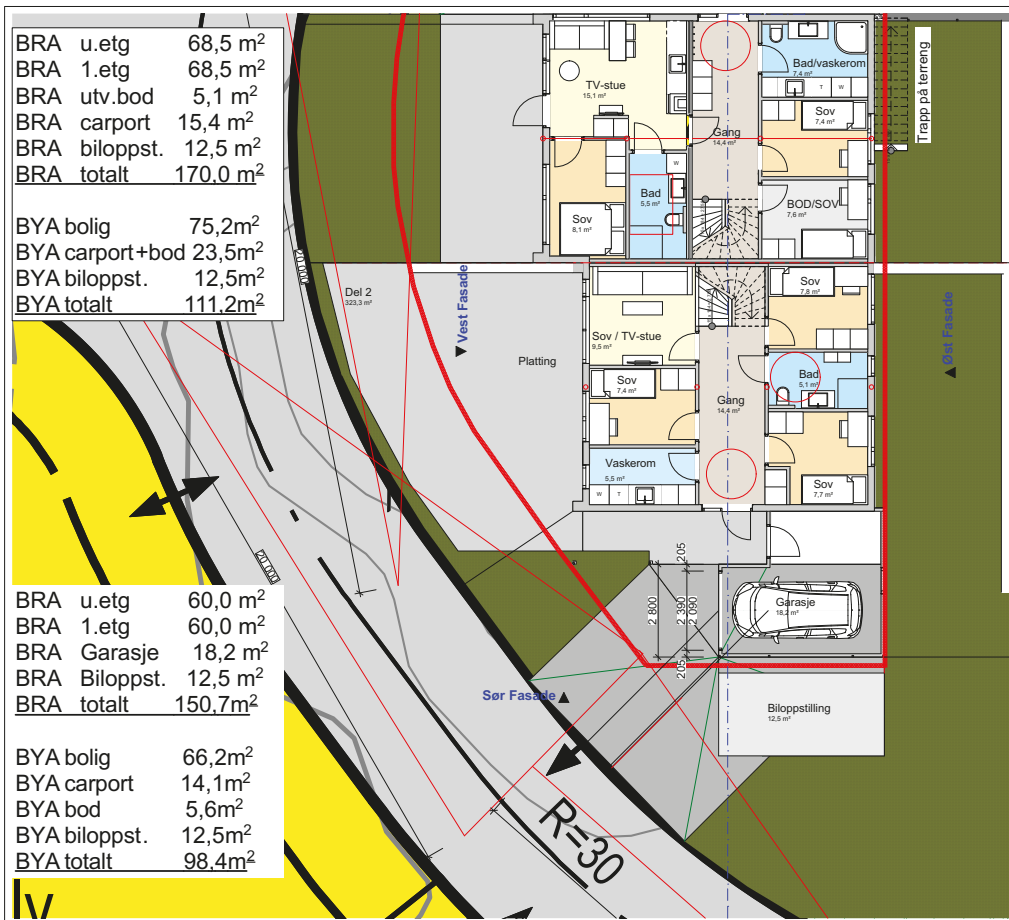 BRA u.etg 68,5 m²
BRA 1.etg 68,5 m²
BRA utv.bod 5,1 m²
BRA carport 15,4 m²
BRA biloppst. 12,5 m²
BRA totalt 170,0 m²
BYA bolig 75,2m²
BYA carport+bod 23,5m²
BYA biloppst. 12,5m²
BYA totalt 111,2m²
TV-stue
15,1 m²
Bad/vaskerom
7,4 m²
T W
Sov
7,4 m²
Gang
14,4 m²
Trapp på terreng
W
Bad
5,5 m²
Sov
8,1 m²
BOD/SOV
7,6 m²
20 000
Del 2
323,3 m²
Vest Fasade
Platting
Sov / TV-stue
9,5 m²
Sov
7,8 m²
Øst Fasade
Sov
7,4 m²
Bad
5,1 m²
Gang
14,4 m²
Vaskerom
5,5 m²
W T
Sov
7,7 m²
20 000
205
2 800
2 390
2 090
205
Garasje
18,2 m²
BRA u.etg 60,0 m²
BRA 1.etg 60,0 m²
BRA Garasje 18,2 m²
BRA Biloppst. 12,5 m²
BRA totalt 150,7m²
BYA bolig 66,2m²
BYA carport 14,1m²
BYA bod 5,6m²
BYA biloppst. 12,5m²
BYA totalt 98,4m²
Sør Fasade
Biloppstilling
12,5 m²
R=30
V